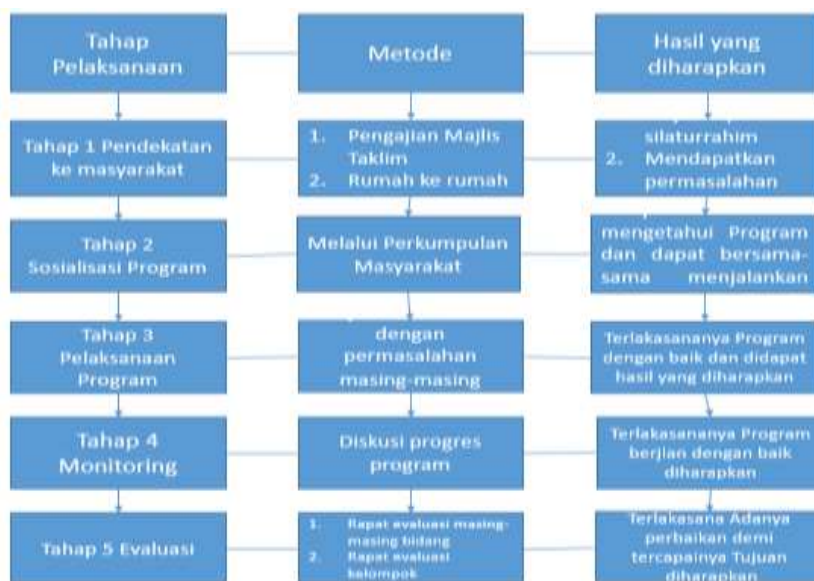 Tahap
Pelaksanaan
Metode
Hasil yang
diharapkan
Tahap 1 Pendekatan
ke masyarakat
1. Pengajian Majlis
Taklim
2. Rumah ke rumah
silaturrahim
2. Mendapatkan
permasalahan
Tahap 2
Sosialisasi Program
Melalui Perkumpulan
Masyarakat
mengetahui Program
dan dapat bersama-
sama menjalankan
Tahap 3
Pelaksanaan
Program
dengan
permasalahan
masing-masing
Terlakasananya Program
dengan baik dan didapat
hasil yang diharapkan
Tahap 4
Monitoring
Diskusi progres
program
Terlakasananya Program
berjlan dengan baik
diharapkan
Tahap 5 Evaluasi
1. Rapat evaluasi masing-
masing bidang
2. Rapat evaluasi
kelompok
Terlakasana Adanya
perbaikan demi
tercapainya Tujuan
diharapkan